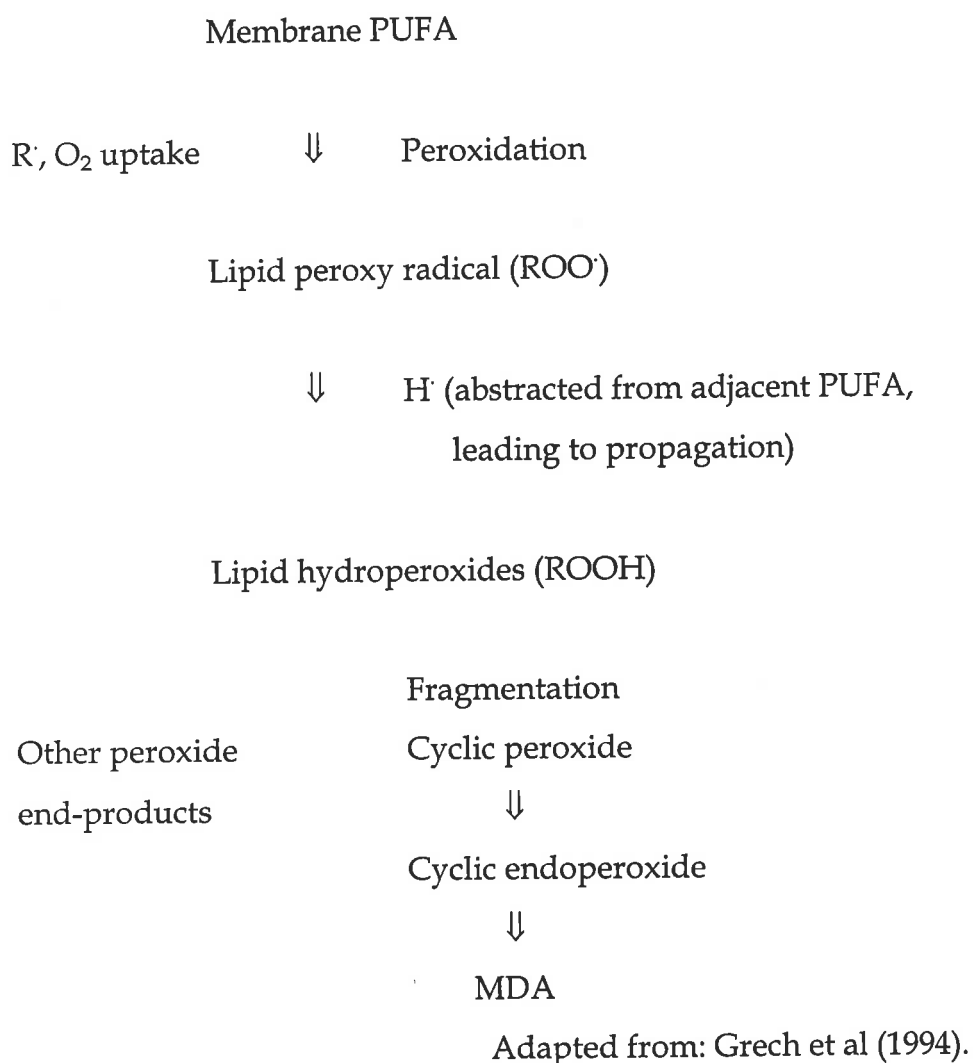 Membrane PUFA
R˙, O₂ uptake ⇓ Peroxidation
Lipid peroxy radical (ROO˙)
⇓ H˙ (abstracted from adjacent PUFA,
leading to propagation)
Lipid hydroperoxides (ROOH)
Fragmentation
Other peroxide Cyclic peroxide
end-products ⇓
Cyclic endoperoxide
⇓
MDA
Adapted from: Grech et al (1994).